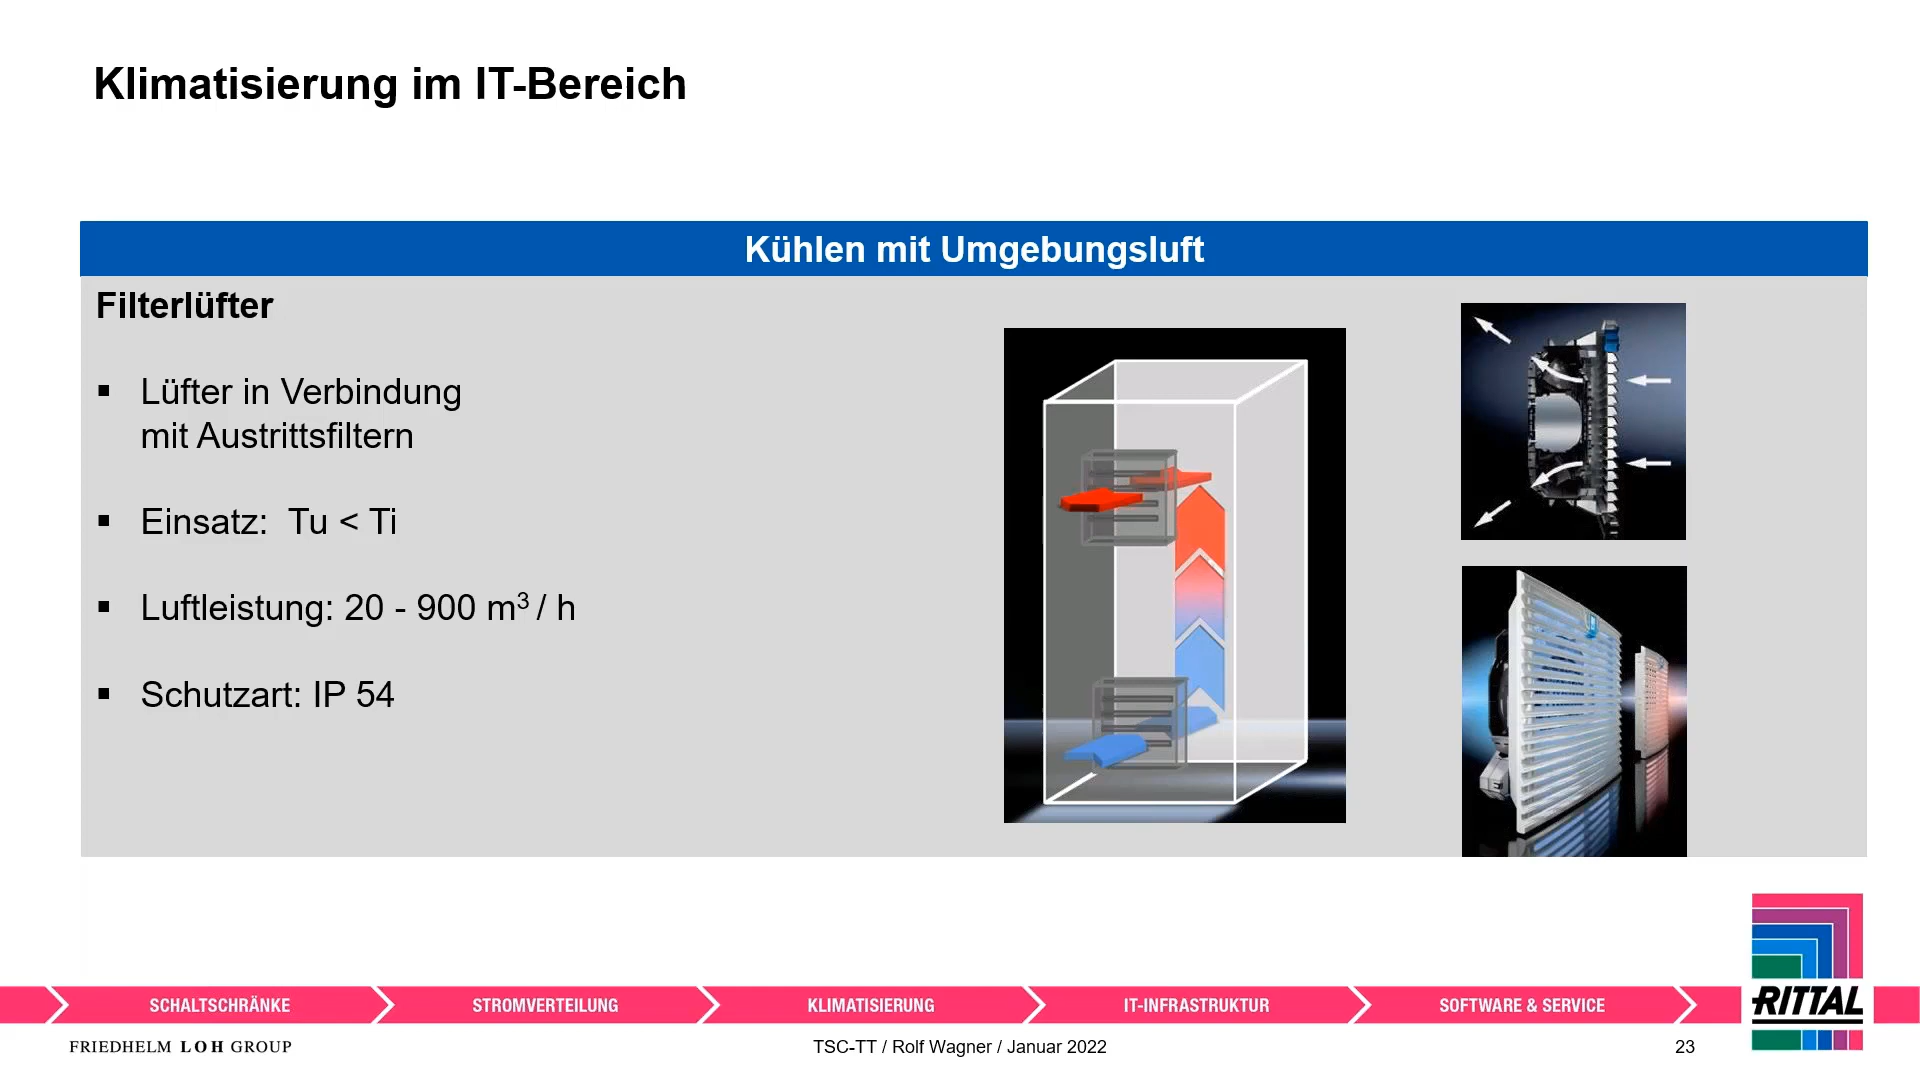 Klimatisierung im IT-Bereich
Kühlen mit Umgebungsluft
Filterlüfter
▪ Lüfter in Verbindung
mit Austrittsfiltern
▪ Einsatz: Tu < Ti
▪ Luftleistung: 20 - 900 m³ / h
▪ Schutzart: IP 54
SCHALTSCHRÄNKE
STROMVERTEILUNG
KLIMATISIERUNG
IT-INFRASTRUKTUR
SOFTWARE & SERVICE
RITTAL
FRIEDHELM LOH GROUP
TSC-TT / Rolf Wagner / Januar 2022
23